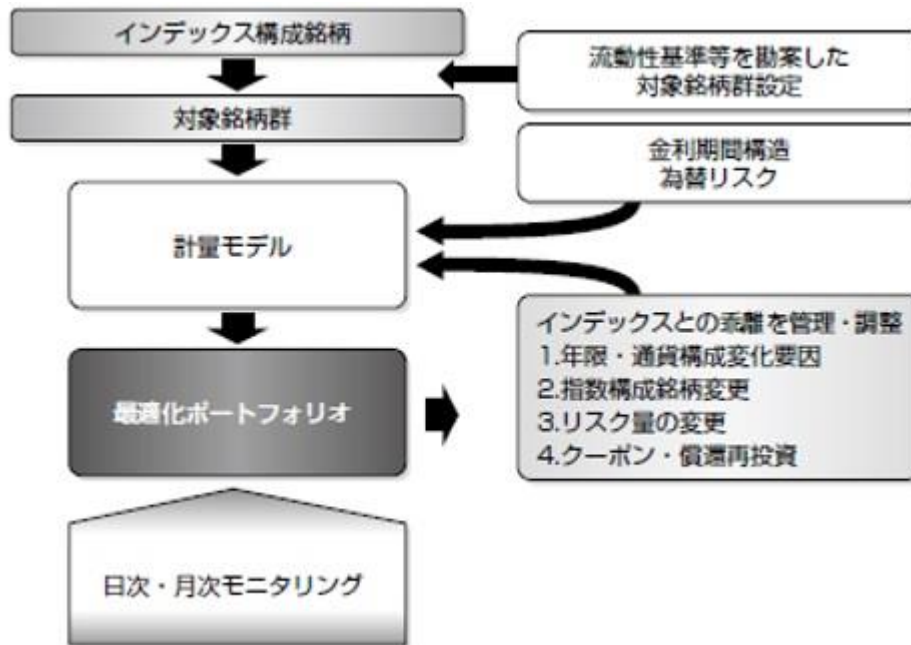 インデックス構成銘柄
流動性基準等を勘案した
対象銘柄群設定
対象銘柄群
金利期間構造
為替リスク
計量モデル
インデックスとの乖離を管理・調整
1.年限・通貨構成変化要因
2.指数構成銘柄変更
3.リスク量の変更
4.クーポン・償還再投資
最適化ポートフォリオ
日次・月次モニタリング